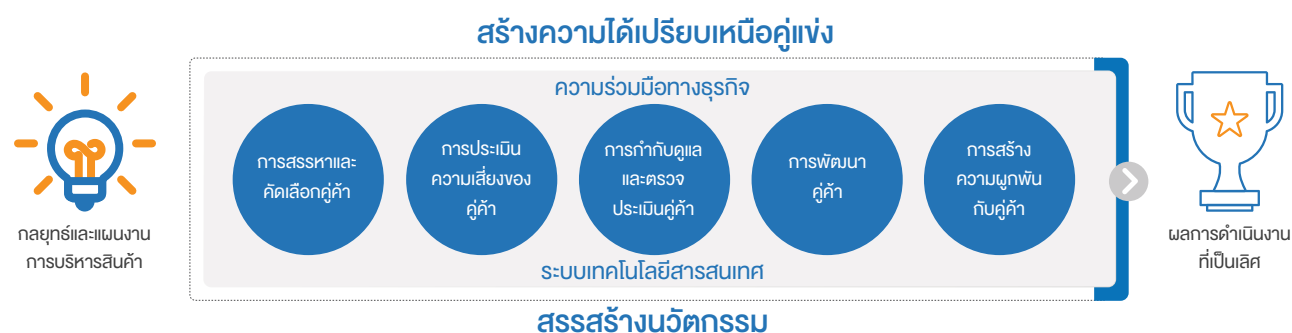 สร้างความได้เปรียบเหนือคู่แข่ง
ความร่วมมือทางธุรกิจ
กลยุทธ์และแผนงาน
การบริหารสินค้า
การสรรหาและ
คัดเลือกคู่ค้า
การประเมิน
ความเสี่ยงของ
คู่ค้า
การกำกับดูแล
และตรวจ
ประเมินคู่ค้า
การพัฒนา
คู่ค้า
การสร้าง
ความผูกพัน
กับคู่ค้า
ผลการดำเนินงาน
ที่เป็นเลิศ
ระบบเทคโนโลยีสารสนเทศ
สรรสร้างนวัตกรรม